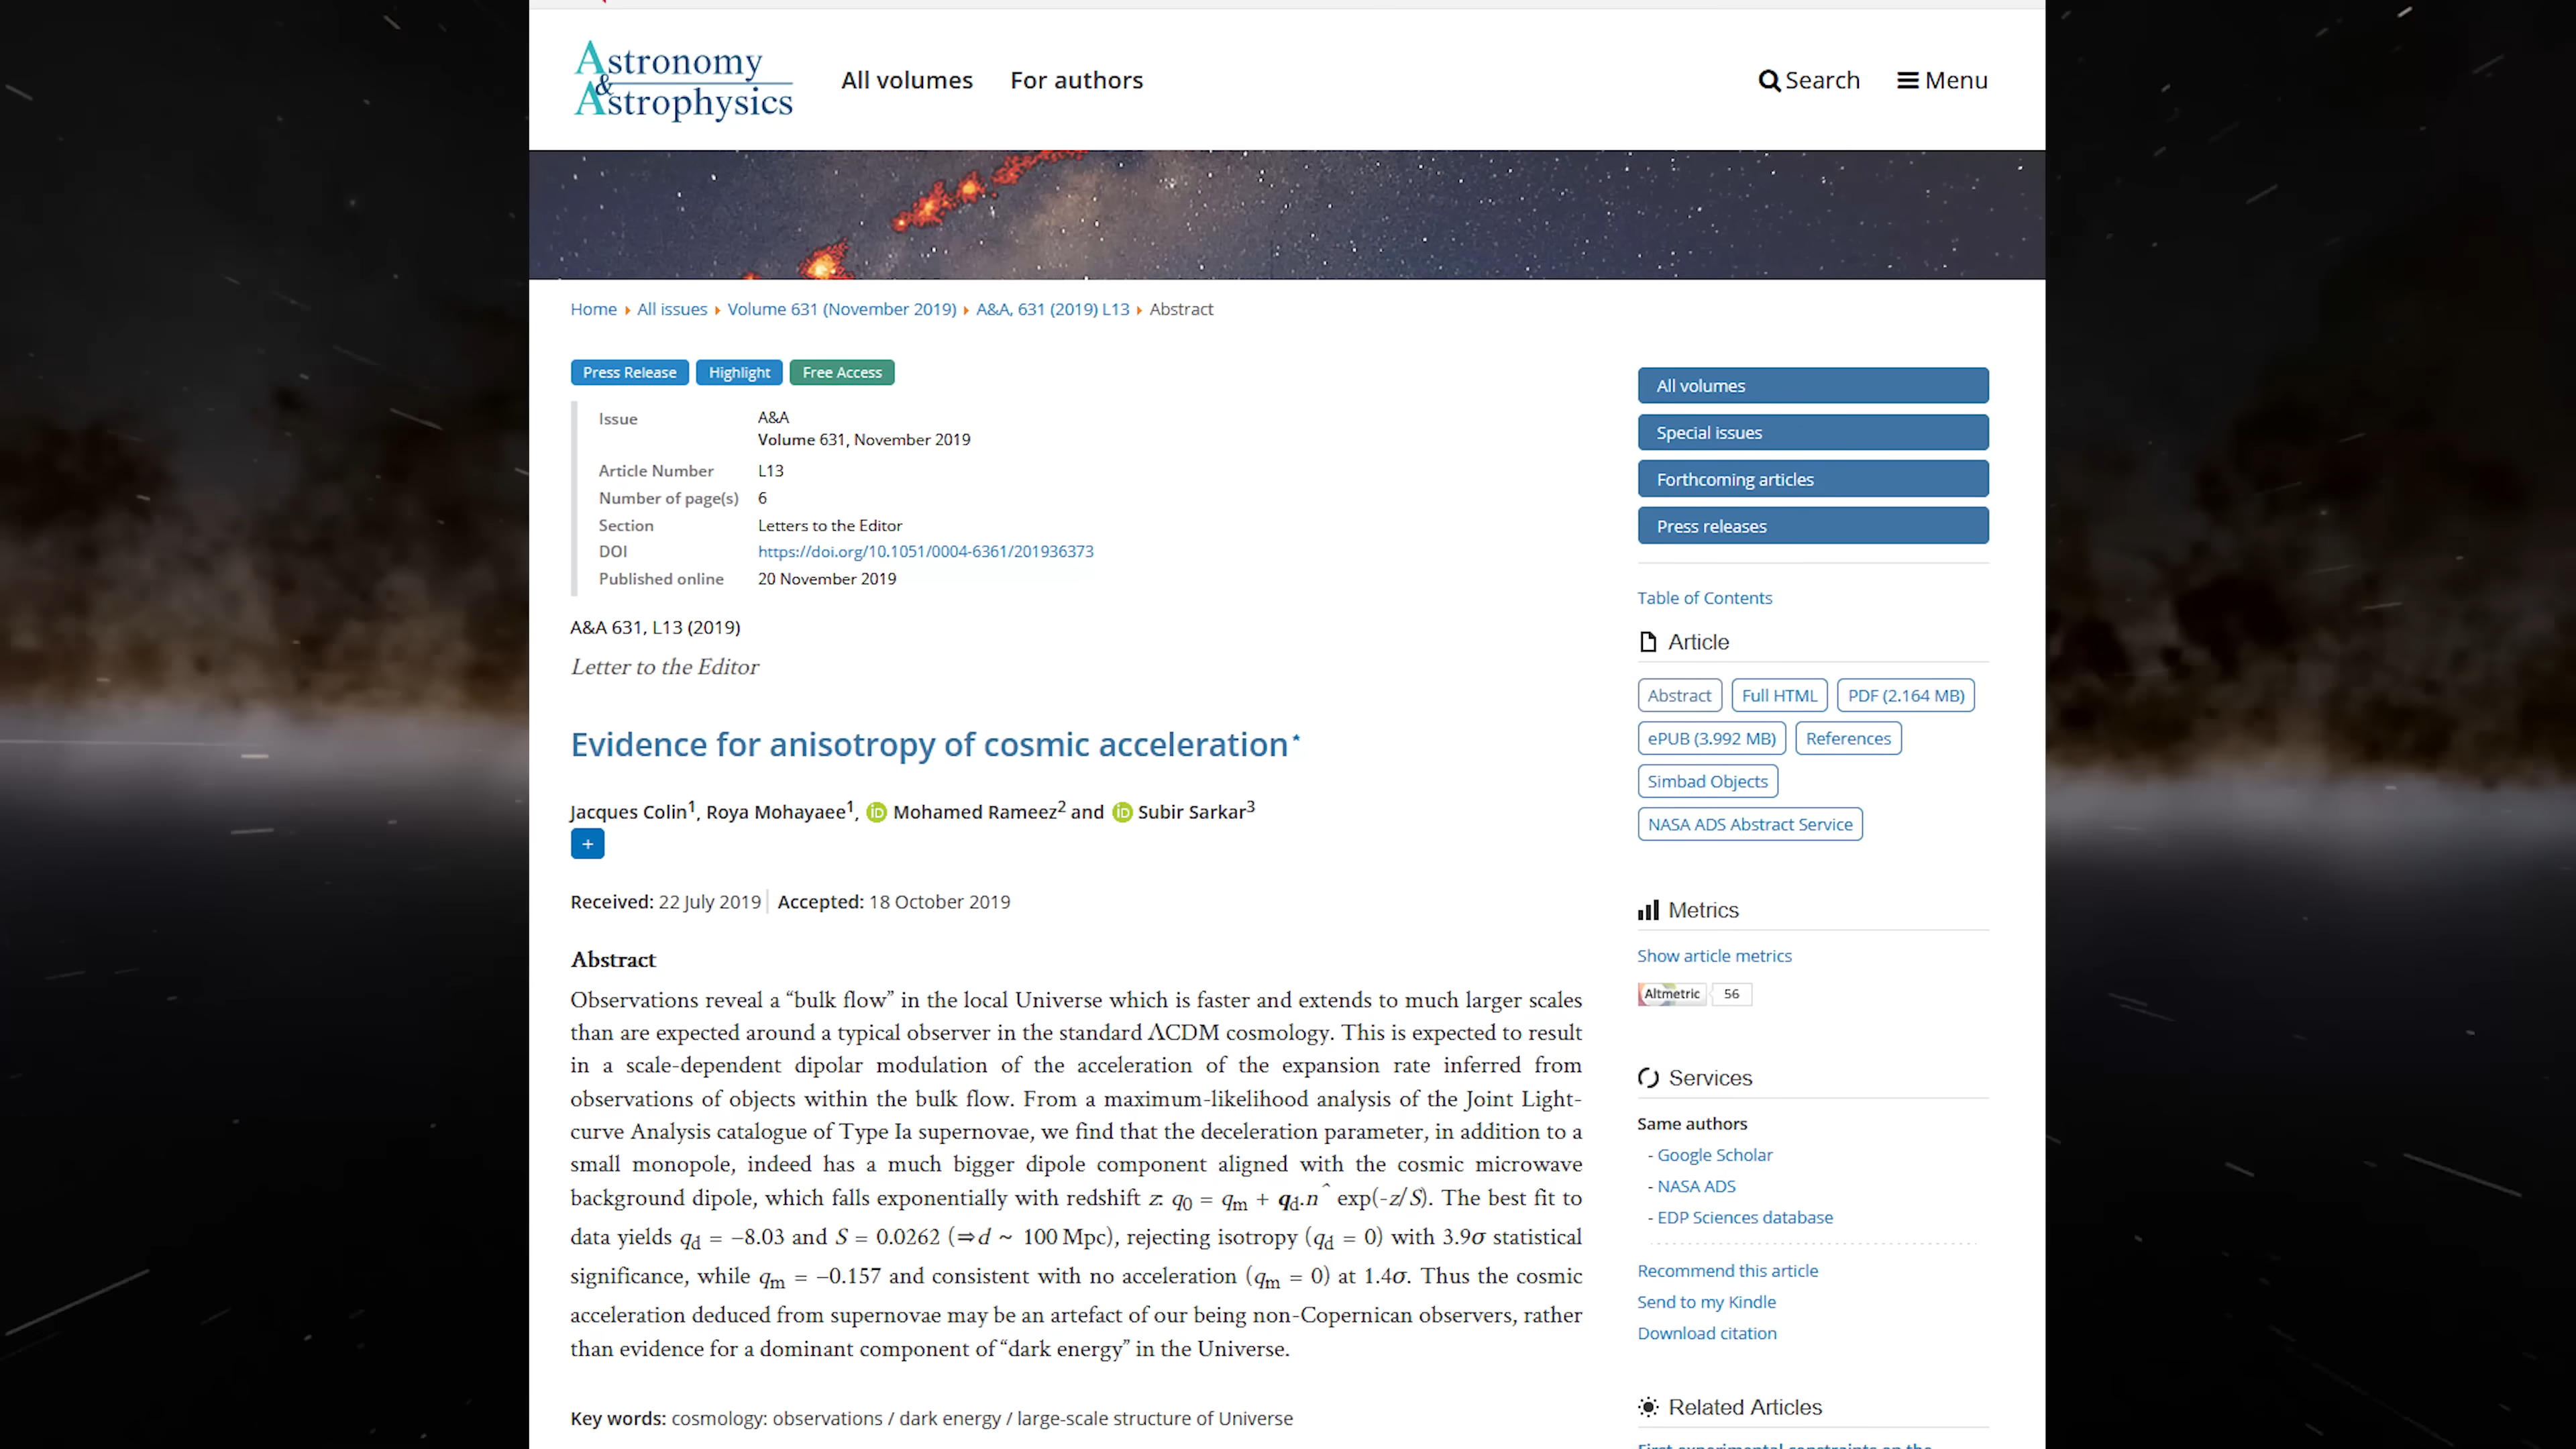 Astronomy
&
Astrophysics
All volumes
For authors
Search
Menu
Home
All issues
Volume 631 (November 2019)
A&A, 631 (2019) L13
Abstract
Press Release
Highlight
Free Access
Issue A&A
Volume 631, November 2019
Article Number L13
Number of page(s) 6
Section Letters to the Editor
DOI https://doi.org/10.1051/0004-6361/201936373
Published online 20 November 2019
A&A 631, L13 (2019)
Letter to the Editor
Evidence for anisotropy of cosmic acceleration*
Jacques Colin1, Roya Mohayaee1, iD Mohamed Rameez2 and iD Subir Sarkar3
+
Received: 22 July 2019 | Accepted: 18 October 2019
Abstract
Observations reveal a “bulk flow” in the local Universe which is faster and extends to much larger scales
than are expected around a typical observer in the standard ΛCDM cosmology. This is expected to result
in a scale-dependent dipolar modulation of the acceleration of the expansion rate inferred from
observations of objects within the bulk flow. From a maximum-likelihood analysis of the Joint Light-
curve Analysis catalogue of Type Ia supernovae, we find that the deceleration parameter, in addition to a
small monopole, indeed has a much bigger dipole component aligned with the cosmic microwave
background dipole, which falls exponentially with redshift z: q0 = qm + qd.n^ exp(-z/S). The best fit to
data yields qd = −8.03 and S = 0.0262 (⇒d ~ 100 Mpc), rejecting isotropy (qd = 0) with 3.9σ statistical
significance, while qm = −0.157 and consistent with no acceleration (qm = 0) at 1.4σ. Thus the cosmic
acceleration deduced from supernovae may be an artefact of our being non-Copernican observers, rather
than evidence for a dominant component of “dark energy” in the Universe.
Key words: cosmology: observations / dark energy / large-scale structure of Universe
All volumes
Special issues
Forthcoming articles
Press releases
Table of Contents
Article
Abstract
Full HTML
PDF (2.164 MB)
ePUB (3.992 MB)
References
Simbad Objects
NASA ADS Abstract Service
Metrics
Show article metrics
Altmetric 56
Services
Same authors
- Google Scholar
- NASA ADS
- EDP Sciences database
Recommend this article
Send to my Kindle
Download citation
Related Articles
First experimental constraints on the